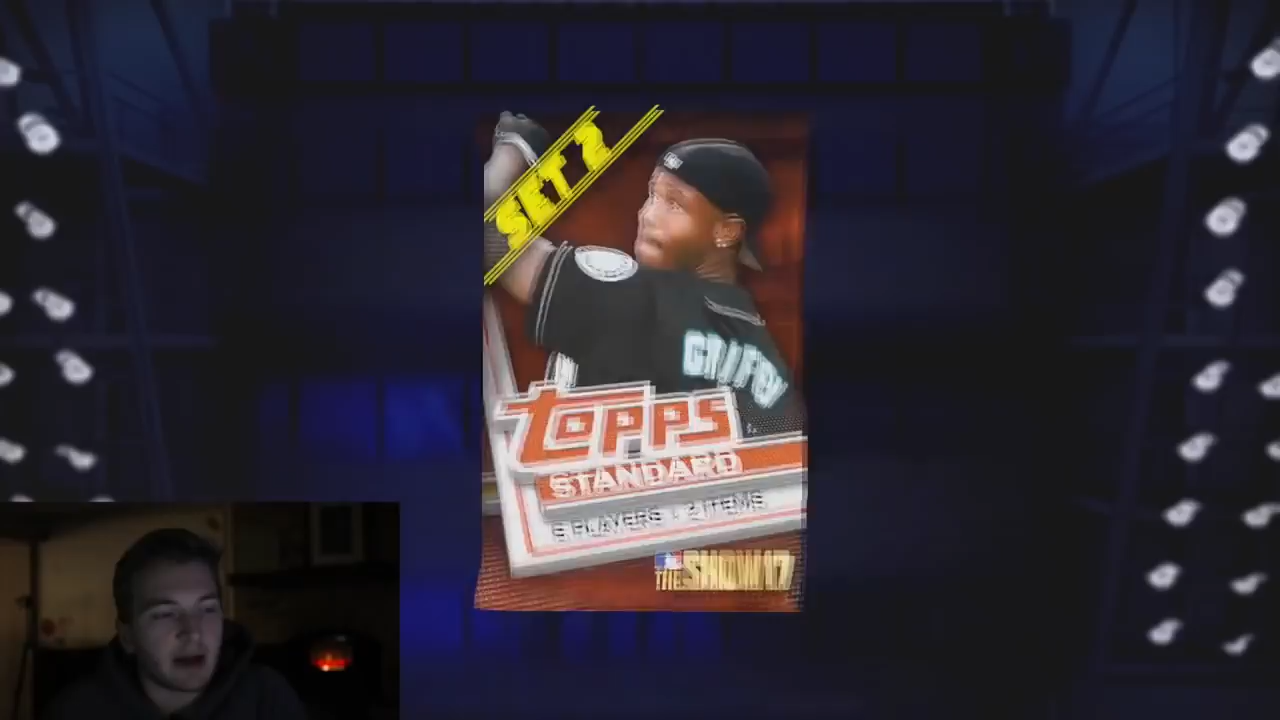 SET 2
GRIFFEY
topps
STANDARD
5 PLAYERS + 2 ITEMS
THE SHOW 17